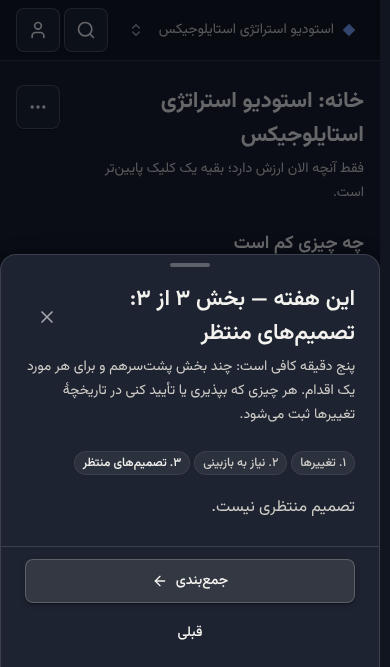 استودیو استراتژی استایلوجیکس
خانه: استودیو استراتژی
استایلوجیکس
فقط آنچه الان ارزش دارد؛ بقیه یک کلیک پایین‌تر
است.
چه چیزی کم است
این هفته — بخش ۳ از ۳:
تصمیم‌های منتظر
پنج دقیقه کافی است: چند بخش پشت‌سرهم و برای هر مورد
یک اقدام. هر چیزی که بپذیری یا تأیید کنی در تاریخچهٔ
تغییرها ثبت می‌شود.
۱. تغییرها
۲. نیاز به بازبینی
۳. تصمیم‌های منتظر
تصمیم منتظری نیست.
جمع‌بندی
قبلی